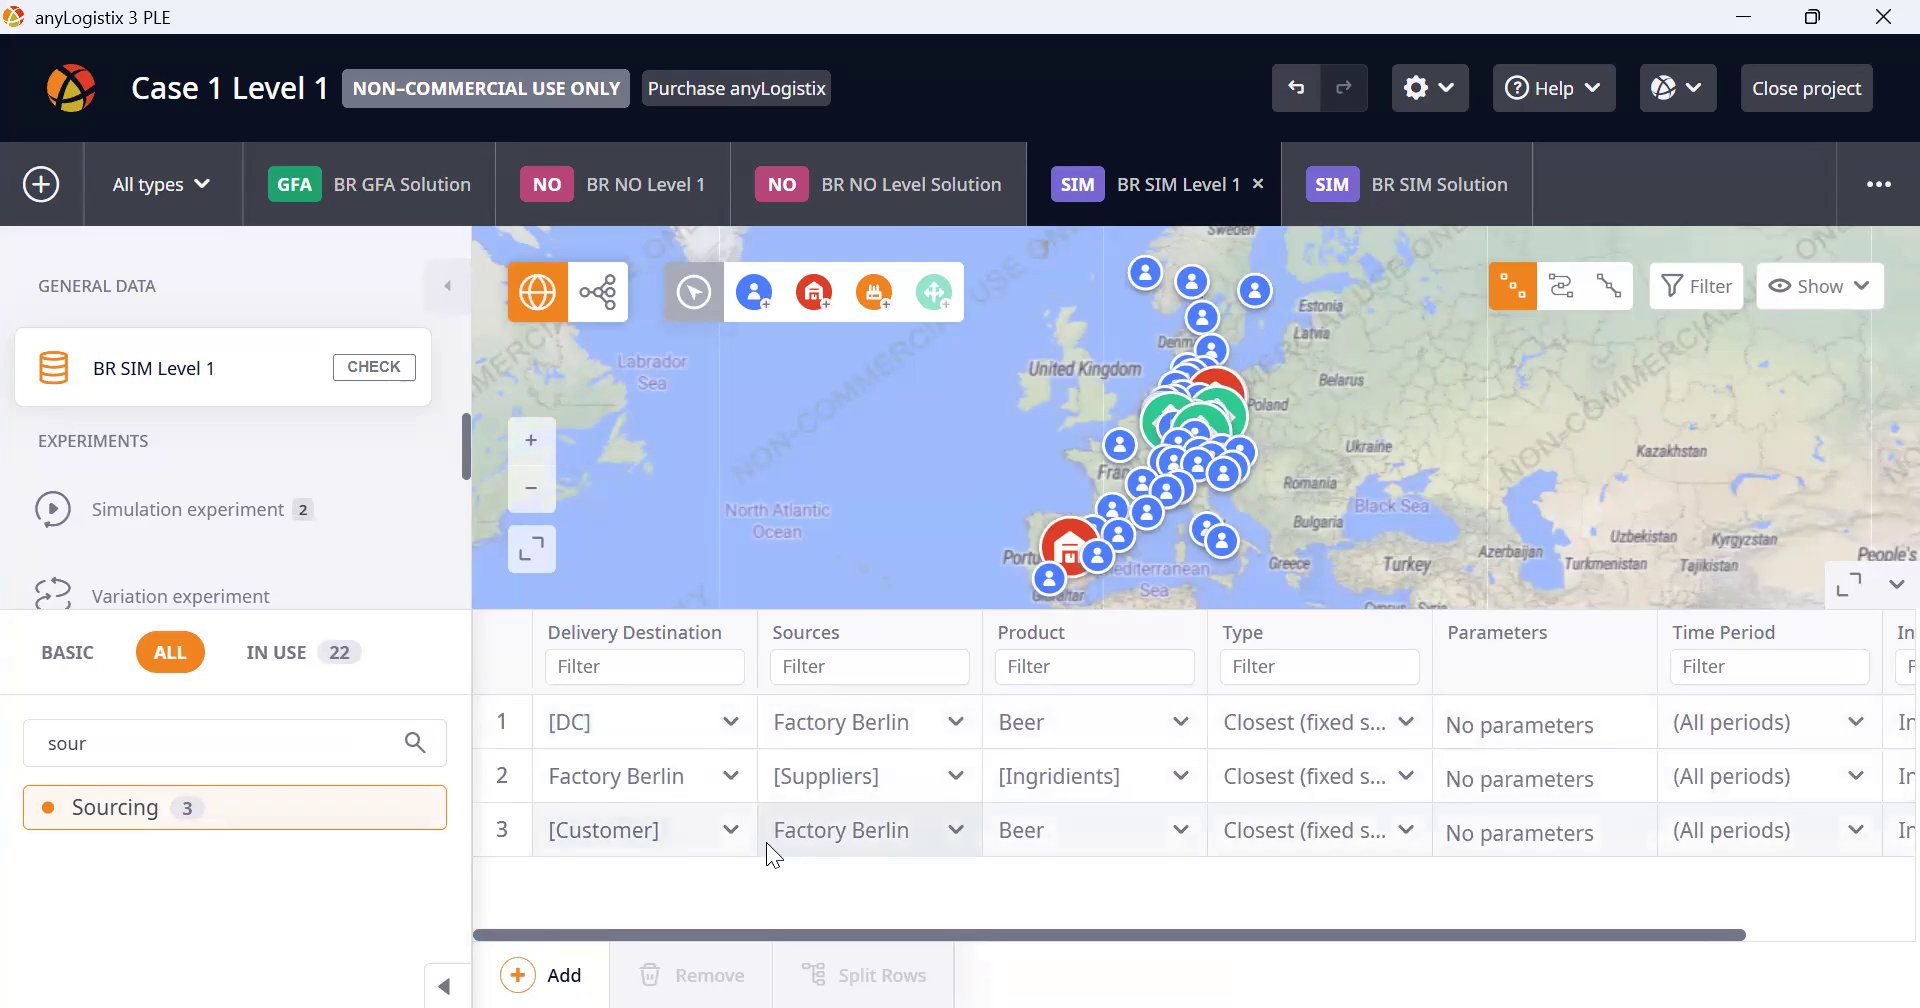 anyLogistix 3 PLE
Case 1 Level 1
NON-COMMERCIAL USE ONLY
Purchase anyLogistix
Help
Close project
All types
GFA BR GFA Solution
NO BR NO Level 1
NO BR NO Level Solution
SIM BR SIM Level 1
SIM BR SIM Solution
GENERAL DATA
BR SIM Level 1
CHECK
EXPERIMENTS
Simulation experiment 2
Variation experiment
Filter
Show
Sweden
Estonia
Latvia
Labrador
Sea
United Kingdom
Belarus
Poland
Ukraine
Kazakhstan
Romania
North Atlantic
Ocean
Black Sea
Bulgaria
Uzbekistan
Kyrgyzstan
Azerbaijan
Greece
Turkey
Turkmenistan
Tajikistan
People's
Sea
BASIC
ALL
IN USE 22
sour
Sourcing 3
Delivery Destination Sources Product Type Parameters Time Period In
Filter Filter Filter Filter Filter F
1 [DC] Factory Berlin Beer Closest (fixed s... No parameters (All periods) In
2 Factory Berlin [Suppliers] [Ingridients] Closest (fixed s... No parameters (All periods) In
3 [Customer] Factory Berlin Beer Closest (fixed s... No parameters (All periods) In
Add
Remove
Split Rows